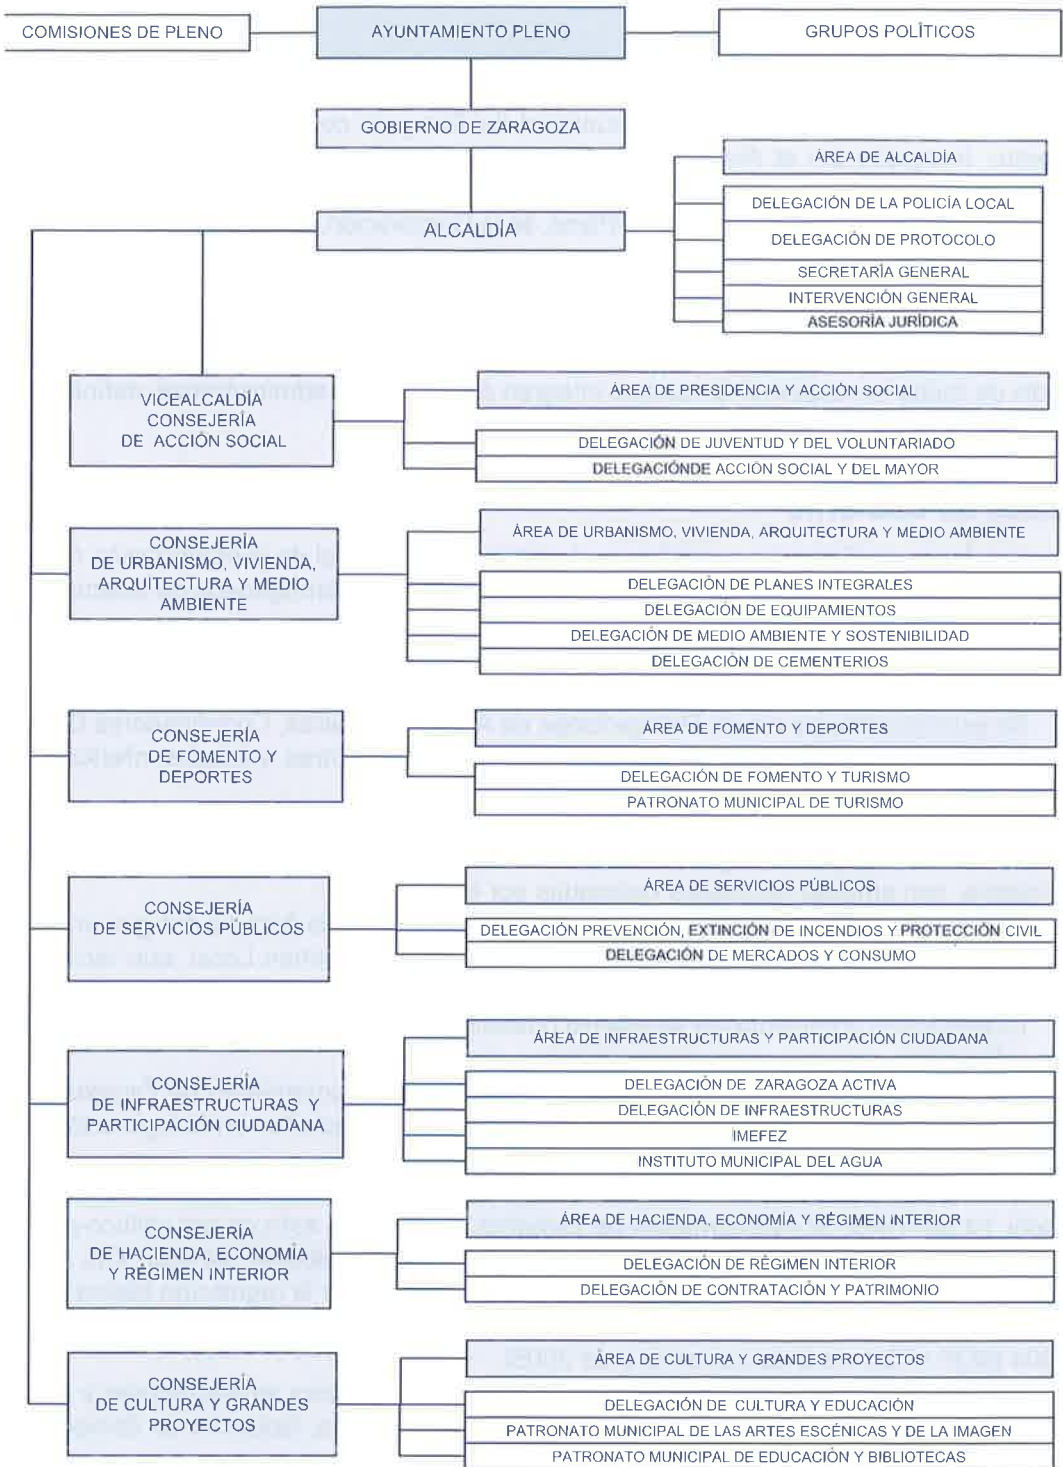 COMISIONES DE PLENO
AYUNTAMIENTO PLENO
GRUPOS POLÍTICOS
GOBIERNO DE ZARAGOZA
ALCALDÍA
ÁREA DE ALCALDÍA
DELEGACIÓN DE LA POLICÍA LOCAL
DELEGACIÓN DE PROTOCOLO
SECRETARÍA GENERAL
INTERVENCIÓN GENERAL
ASESORÍA JURÍDICA
VICEALCALDÍA
CONSEJERÍA
DE ACCIÓN SOCIAL
ÁREA DE PRESIDENCIA Y ACCIÓN SOCIAL
DELEGACIÓN DE JUVENTUD Y DEL VOLUNTARIADO
DELEGACIÓNDE ACCIÓN SOCIAL Y DEL MAYOR
CONSEJERÍA
DE URBANISMO, VIVIENDA,
ARQUITECTURA Y MEDIO
AMBIENTE
ÁREA DE URBANISMO, VIVIENDA, ARQUITECTURA Y MEDIO AMBIENTE
DELEGACIÓN DE PLANES INTEGRALES
DELEGACIÓN DE EQUIPAMIENTOS
DELEGACIÓN DE MEDIO AMBIENTE Y SOSTENIBILIDAD
DELEGACIÓN DE CEMENTERIOS
CONSEJERÍA
DE FOMENTO Y
DEPORTES
ÁREA DE FOMENTO Y DEPORTES
DELEGACIÓN DE FOMENTO Y TURISMO
PATRONATO MUNICIPAL DE TURISMO
CONSEJERÍA
DE SERVICIOS PÚBLICOS
ÁREA DE SERVICIOS PÚBLICOS
DELEGACIÓN PREVENCIÓN, EXTINCIÓN DE INCENDIOS Y PROTECCIÓN CIVIL
DELEGACIÓN DE MERCADOS Y CONSUMO
CONSEJERÍA
DE INFRAESTRUCTURAS Y
PARTICIPACIÓN CIUDADANA
ÁREA DE INFRAESTRUCTURAS Y PARTICIPACIÓN CIUDADANA
DELEGACIÓN DE ZARAGOZA ACTIVA
DELEGACIÓN DE INFRAESTRUCTURAS
IMEFEZ
INSTITUTO MUNICIPAL DEL AGUA
CONSEJERÍA
DE HACIENDA, ECONOMÍA
Y RÉGIMEN INTERIOR
ÁREA DE HACIENDA, ECONOMÍA Y RÉGIMEN INTERIOR
DELEGACIÓN DE RÉGIMEN INTERIOR
DELEGACIÓN DE CONTRATACIÓN Y PATRIMONIO
CONSEJERÍA
DE CULTURA Y GRANDES
PROYECTOS
ÁREA DE CULTURA Y GRANDES PROYECTOS
DELEGACIÓN DE CULTURA Y EDUCACIÓN
PATRONATO MUNICIPAL DE LAS ARTES ESCÉNICAS Y DE LA IMAGEN
PATRONATO MUNICIPAL DE EDUCACIÓN Y BIBLIOTECAS